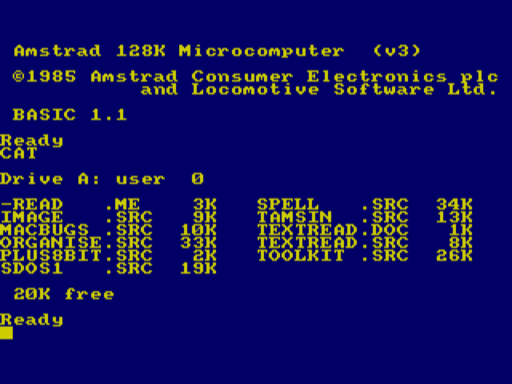 Amstrad 128K Microcomputer  (v3)
©1985 Amstrad Consumer Electronics plc
and Locomotive Software Ltd.
BASIC 1.1
Ready
CAT
Drive A: user  0
-READ   .ME    3K   SPELL   .SRC  34K
IMAGE   .SRC   9K   TAMSIN  .SRC  13K
MACBUGS .SRC  10K   TEXTREAD.DOC   1K
ORGANISE.SRC  33K   TEXTREAD.SRC   8K
PLUS8BIT.SRC   2K   TOOLKIT .SRC  26K
SDOS1   .SRC  19K
20K free
Ready